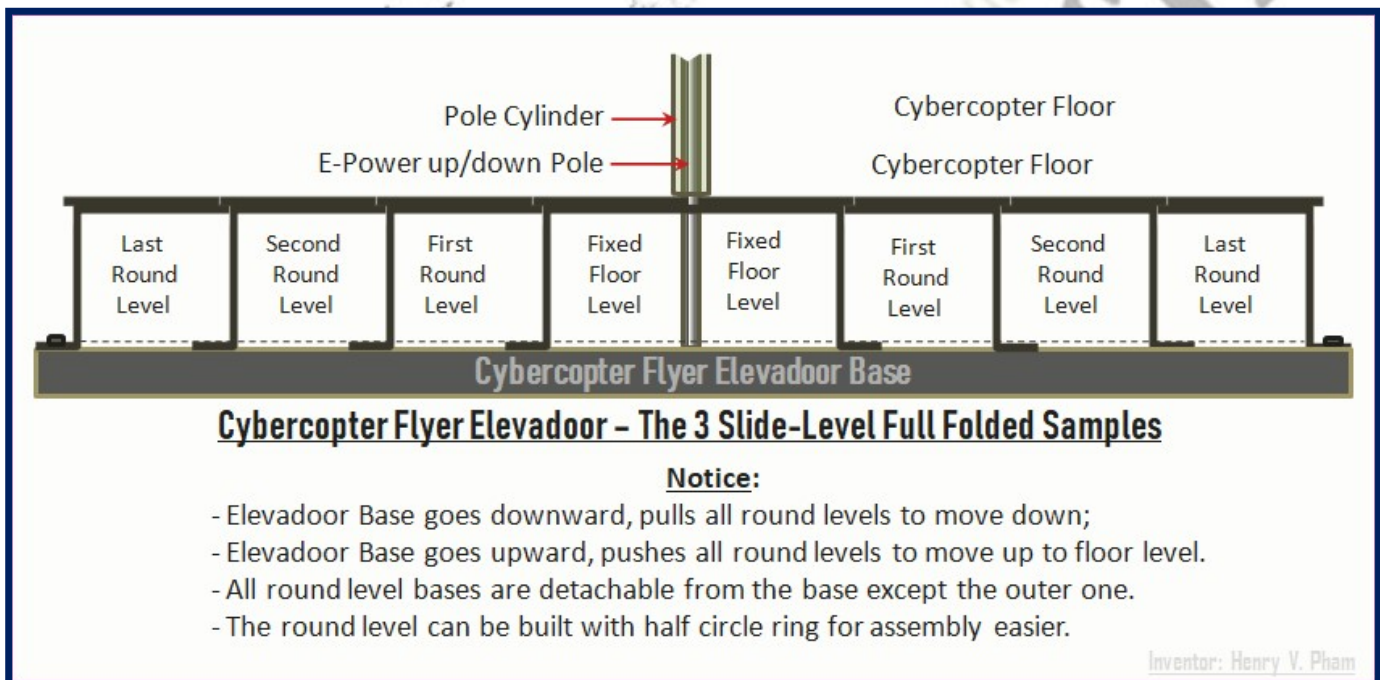 Pole Cylinder
Cybercopter Floor
E-Power up/down Pole
Cybercopter Floor
Last
Round
Level
Second
Round
Level
First
Round
Level
Fixed
Floor
Level
Fixed
Floor
Level
First
Round
Level
Second
Round
Level
Last
Round
Level
Cybercopter Flyer Elevadoor Base
Cybercopter Flyer Elevadoor – The 3 Slide-Level Full Folded Samples
Notice:
- Elevadoor Base goes downward, pulls all round levels to move down;
- Elevadoor Base goes upward, pushes all round levels to move up to floor level.
- All round level bases are detachable from the base except the outer one.
- The round level can be built with half circle ring for assembly easier.
Inventor: Henry V. Pham